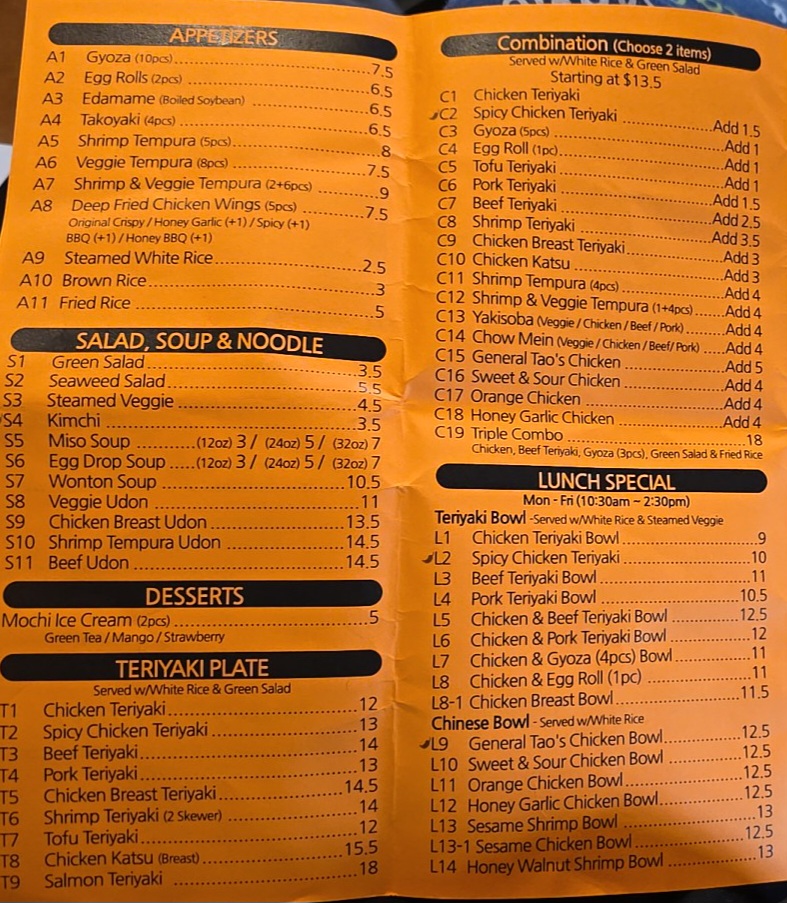 APPETIZERS
A1 Gyoza (10pcs) 7.5
A2 Egg Rolls (2pcs) 6.5
A3 Edamame (Boiled Soybean) 6.5
A4 Takoyaki (4pcs) 6.5
A5 Shrimp Tempura (5pcs) 8
A6 Veggie Tempura (8pcs) 7.5
A7 Shrimp & Veggie Tempura (2+6pcs) 9
A8 Deep Fried Chicken Wings (5pcs) 7.5
Original Crispy / Honey Garlic (+1) / Spicy (+1)
BBQ (+1) / Honey BBQ (+1)
A9 Steamed White Rice 2.5
A10 Brown Rice 3
A11 Fried Rice 5
SALAD, SOUP & NOODLE
S1 Green Salad 3.5
S2 Seaweed Salad 5.5
S3 Steamed Veggie 4.5
S4 Kimchi 3.5
S5 Miso Soup (12oz) 3 / (24oz) 5 / (32oz) 7
S6 Egg Drop Soup (12oz) 3 / (24oz) 5 / (32oz) 7
S7 Wonton Soup 10.5
S8 Veggie Udon 11
S9 Chicken Breast Udon 13.5
S10 Shrimp Tempura Udon 14.5
S11 Beef Udon 14.5
DESSERTS
Mochi Ice Cream (2pcs) 5
Green Tea / Mango / Strawberry
TERIYAKI PLATE
Served w/White Rice & Green Salad
T1 Chicken Teriyaki 12
T2 Spicy Chicken Teriyaki 13
T3 Beef Teriyaki 14
T4 Pork Teriyaki 13
T5 Chicken Breast Teriyaki 14.5
T6 Shrimp Teriyaki (2 Skewer) 14
T7 Tofu Teriyaki 12
T8 Chicken Katsu (Breast) 15.5
T9 Salmon Teriyaki 18
Combination (Choose 2 items)
Served w/White Rice & Green Salad
Starting at $13.5
C1 Chicken Teriyaki
C2 Spicy Chicken Teriyaki Add 1.5
C3 Gyoza (5pcs) Add 1
C4 Egg Roll (1pc) Add 1
C5 Tofu Teriyaki Add 1
C6 Pork Teriyaki Add 1.5
C7 Beef Teriyaki Add 2.5
C8 Shrimp Teriyaki Add 3.5
C9 Chicken Breast Teriyaki Add 3
C10 Chicken Katsu Add 3
C11 Shrimp Tempura (4pcs) Add 4
C12 Shrimp & Veggie Tempura (1+4pcs) Add 4
C13 Yakisoba (Veggie / Chicken / Beef / Pork) Add 4
C14 Chow Mein (Veggie / Chicken / Beef/ Pork) Add 4
C15 General Tao's Chicken Add 5
C16 Sweet & Sour Chicken Add 4
C17 Orange Chicken Add 4
C18 Honey Garlic Chicken Add 4
C19 Triple Combo 18
Chicken, Beef Teriyaki, Gyoza (3pcs), Green Salad & Fried Rice
LUNCH SPECIAL
Mon - Fri (10:30am ~ 2:30pm)
Teriyaki Bowl - Served w/White Rice & Steamed Veggie
L1 Chicken Teriyaki Bowl 9
L2 Spicy Chicken Teriyaki 10
L3 Beef Teriyaki Bowl 11
L4 Pork Teriyaki Bowl 10.5
L5 Chicken & Beef Teriyaki Bowl 12.5
L6 Chicken & Pork Teriyaki Bowl 12
L7 Chicken & Gyoza (4pcs) Bowl 11
L8 Chicken & Egg Roll (1pc) 11
L8-1 Chicken Breast Bowl 11.5
Chinese Bowl - Served w/White Rice
L9 General Tao's Chicken Bowl 12.5
L10 Sweet & Sour Chicken Bowl 12.5
L11 Orange Chicken Bowl 12.5
L12 Honey Garlic Chicken Bowl 12.5
L13 Sesame Shrimp Bowl 13
L13-1 Sesame Chicken Bowl 12.5
L14 Honey Walnut Shrimp Bowl 13